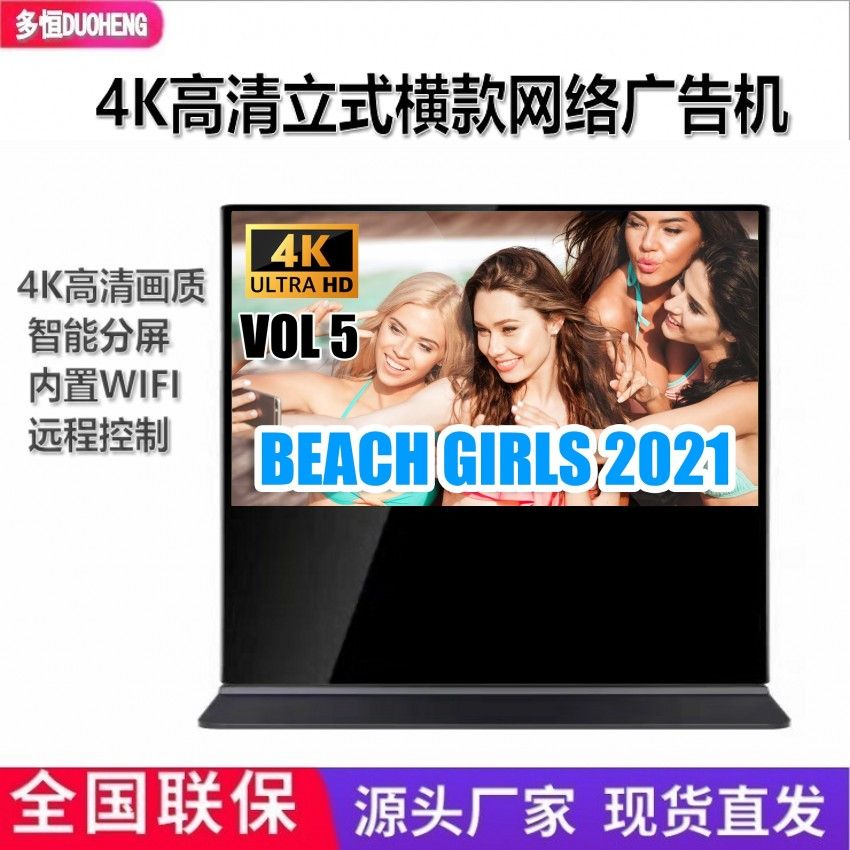 多恒DUOHENG
4K高清立式横款网络广告机
4K高清画质
智能分屏
内置WIFI
远程控制
4K
ULTRA HD
VOL 5
BEACH GIRLS 2021
全国联保
源头厂家 现货直发